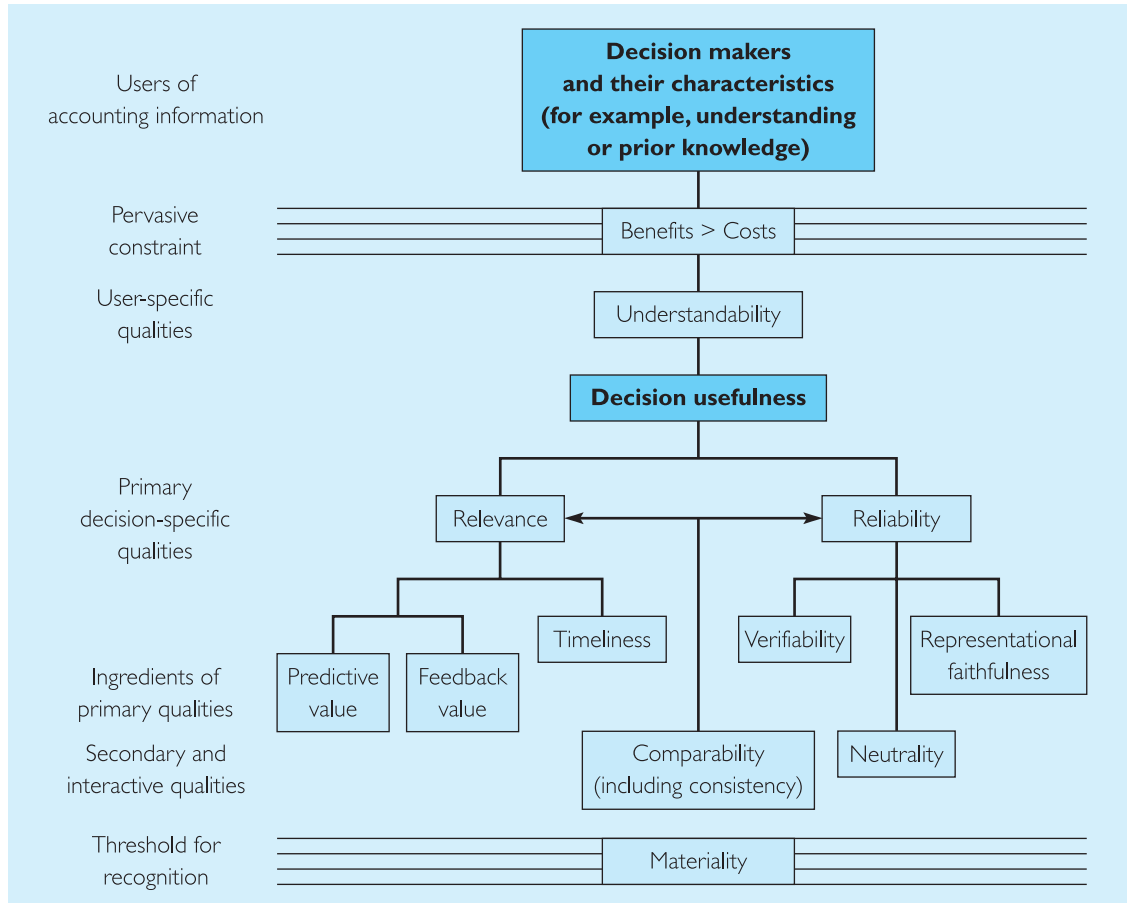 Users of
accounting information
Decision makers
and their characteristics
(for example, understanding
or prior knowledge)
Pervasive
constraint
Benefits > Costs
User-specific
qualities
Understandability
Decision usefulness
Primary
decision-specific
qualities
Relevance
Reliability
Timeliness
Verifiability
Representational
faithfulness
Ingredients of
primary qualities
Predictive
value
Feedback
value
Secondary and
interactive qualities
Comparability
(including consistency)
Neutrality
Threshold for
recognition
Materiality